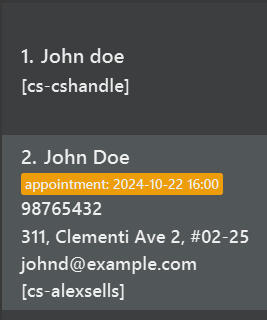 1. John doe
[cs-cshandle]
2. John Doe
appointment: 2024-10-22 16:00
98765432
311, Clementi Ave 2, #02-25
johnd@example.com
[cs-alexsells]